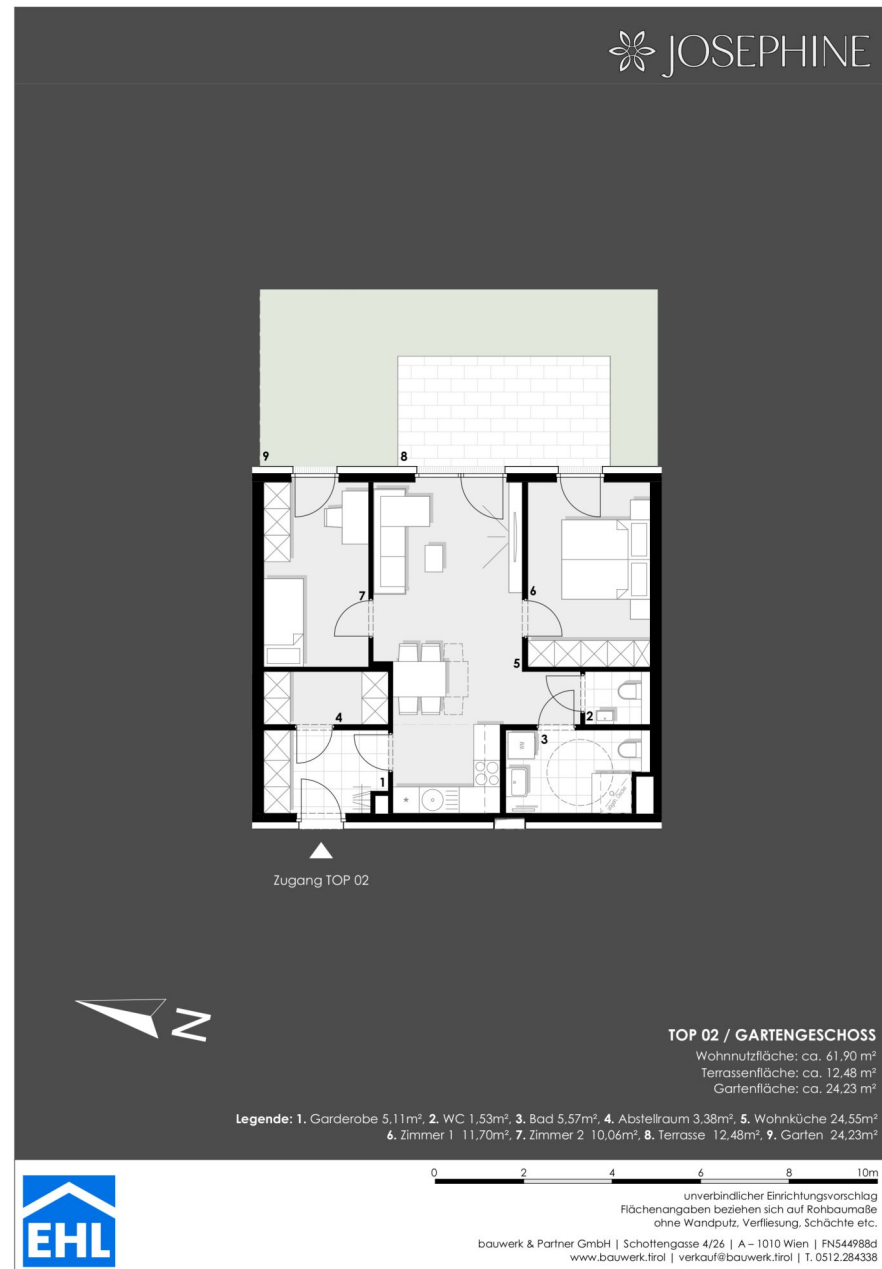 JOSEPHINE
9
8
7
6
5
4
3
2
1
Zugang TOP 02
N
TOP 02 / GARTENGESCHOSS
Wohnnutzfläche: ca. 61,90 m²
Terrassenfläche: ca. 12,48 m²
Gartenfläche: ca. 24,23 m²
Legende: 1. Garderobe 5,11m², 2. WC 1,53m², 3. Bad 5,57m², 4. Abstellraum 3,38m², 5. Wohnküche 24,55m²
6. Zimmer 1 11,70m², 7. Zimmer 2 10,06m², 8. Terrasse 12,48m², 9. Garten 24,23m²
0 2 4 6 8 10m
unverbindlicher Einrichtungsvorschlag
Flächenangaben beziehen sich auf Rohbaumaße
ohne Wandputz, Verfliesung, Schächte etc.
EHL
bauwerk & Partner GmbH | Schottengasse 4/26 | A – 1010 Wien | FN544988d
www.bauwerk.tirol | verkauf@bauwerk.tirol | T. 0512.284338